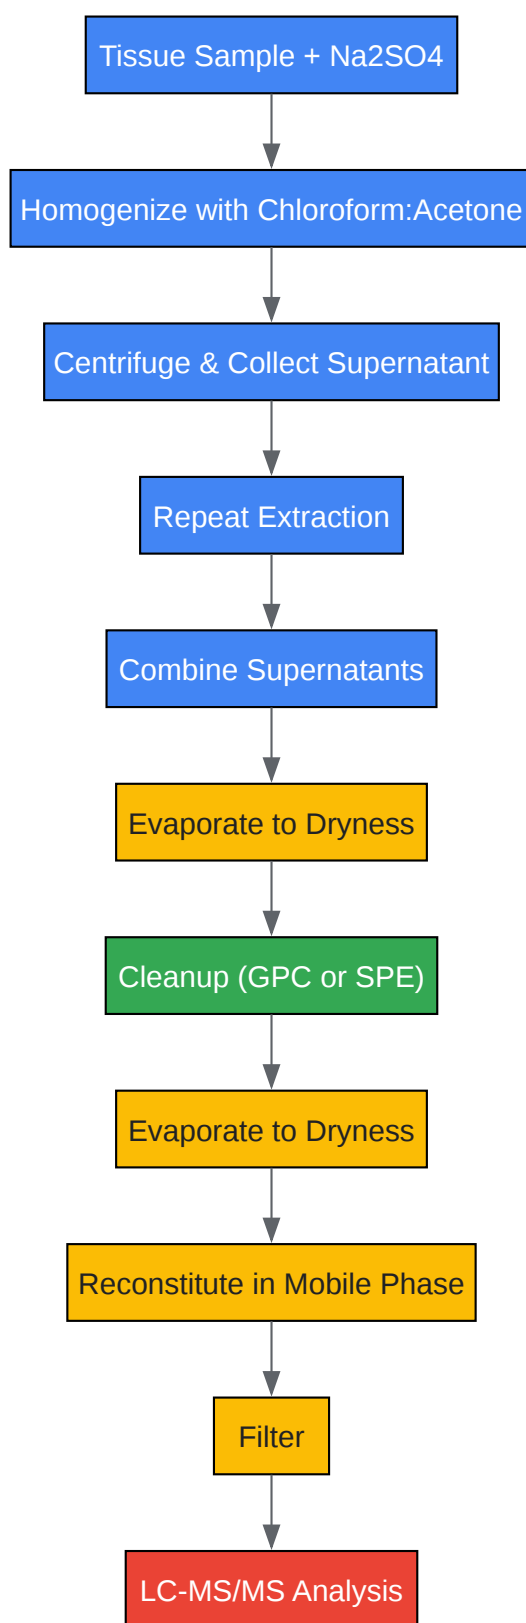 Tissue Sample + Na2SO4
Homogenize with Chloroform:Acetone
Centrifuge & Collect Supernatant
Repeat Extraction
Combine Supernatants
Evaporate to Dryness
Cleanup (GPC or SPE)
Evaporate to Dryness
Reconstitute in Mobile Phase
Filter
LC-MS/MS Analysis